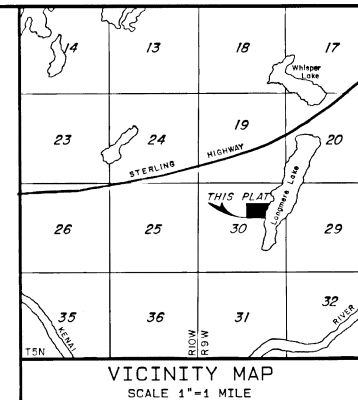 14 13 18 17
Whisper
Lake
23 24 19 20
STERLING HIGHWAY
Longmere Lake
THIS PLAT
26 25 30 29
35 36 31 32
KENAI
RIVER
T5N
R10W
R9W
VICINITY MAP
SCALE 1"=1 MILE